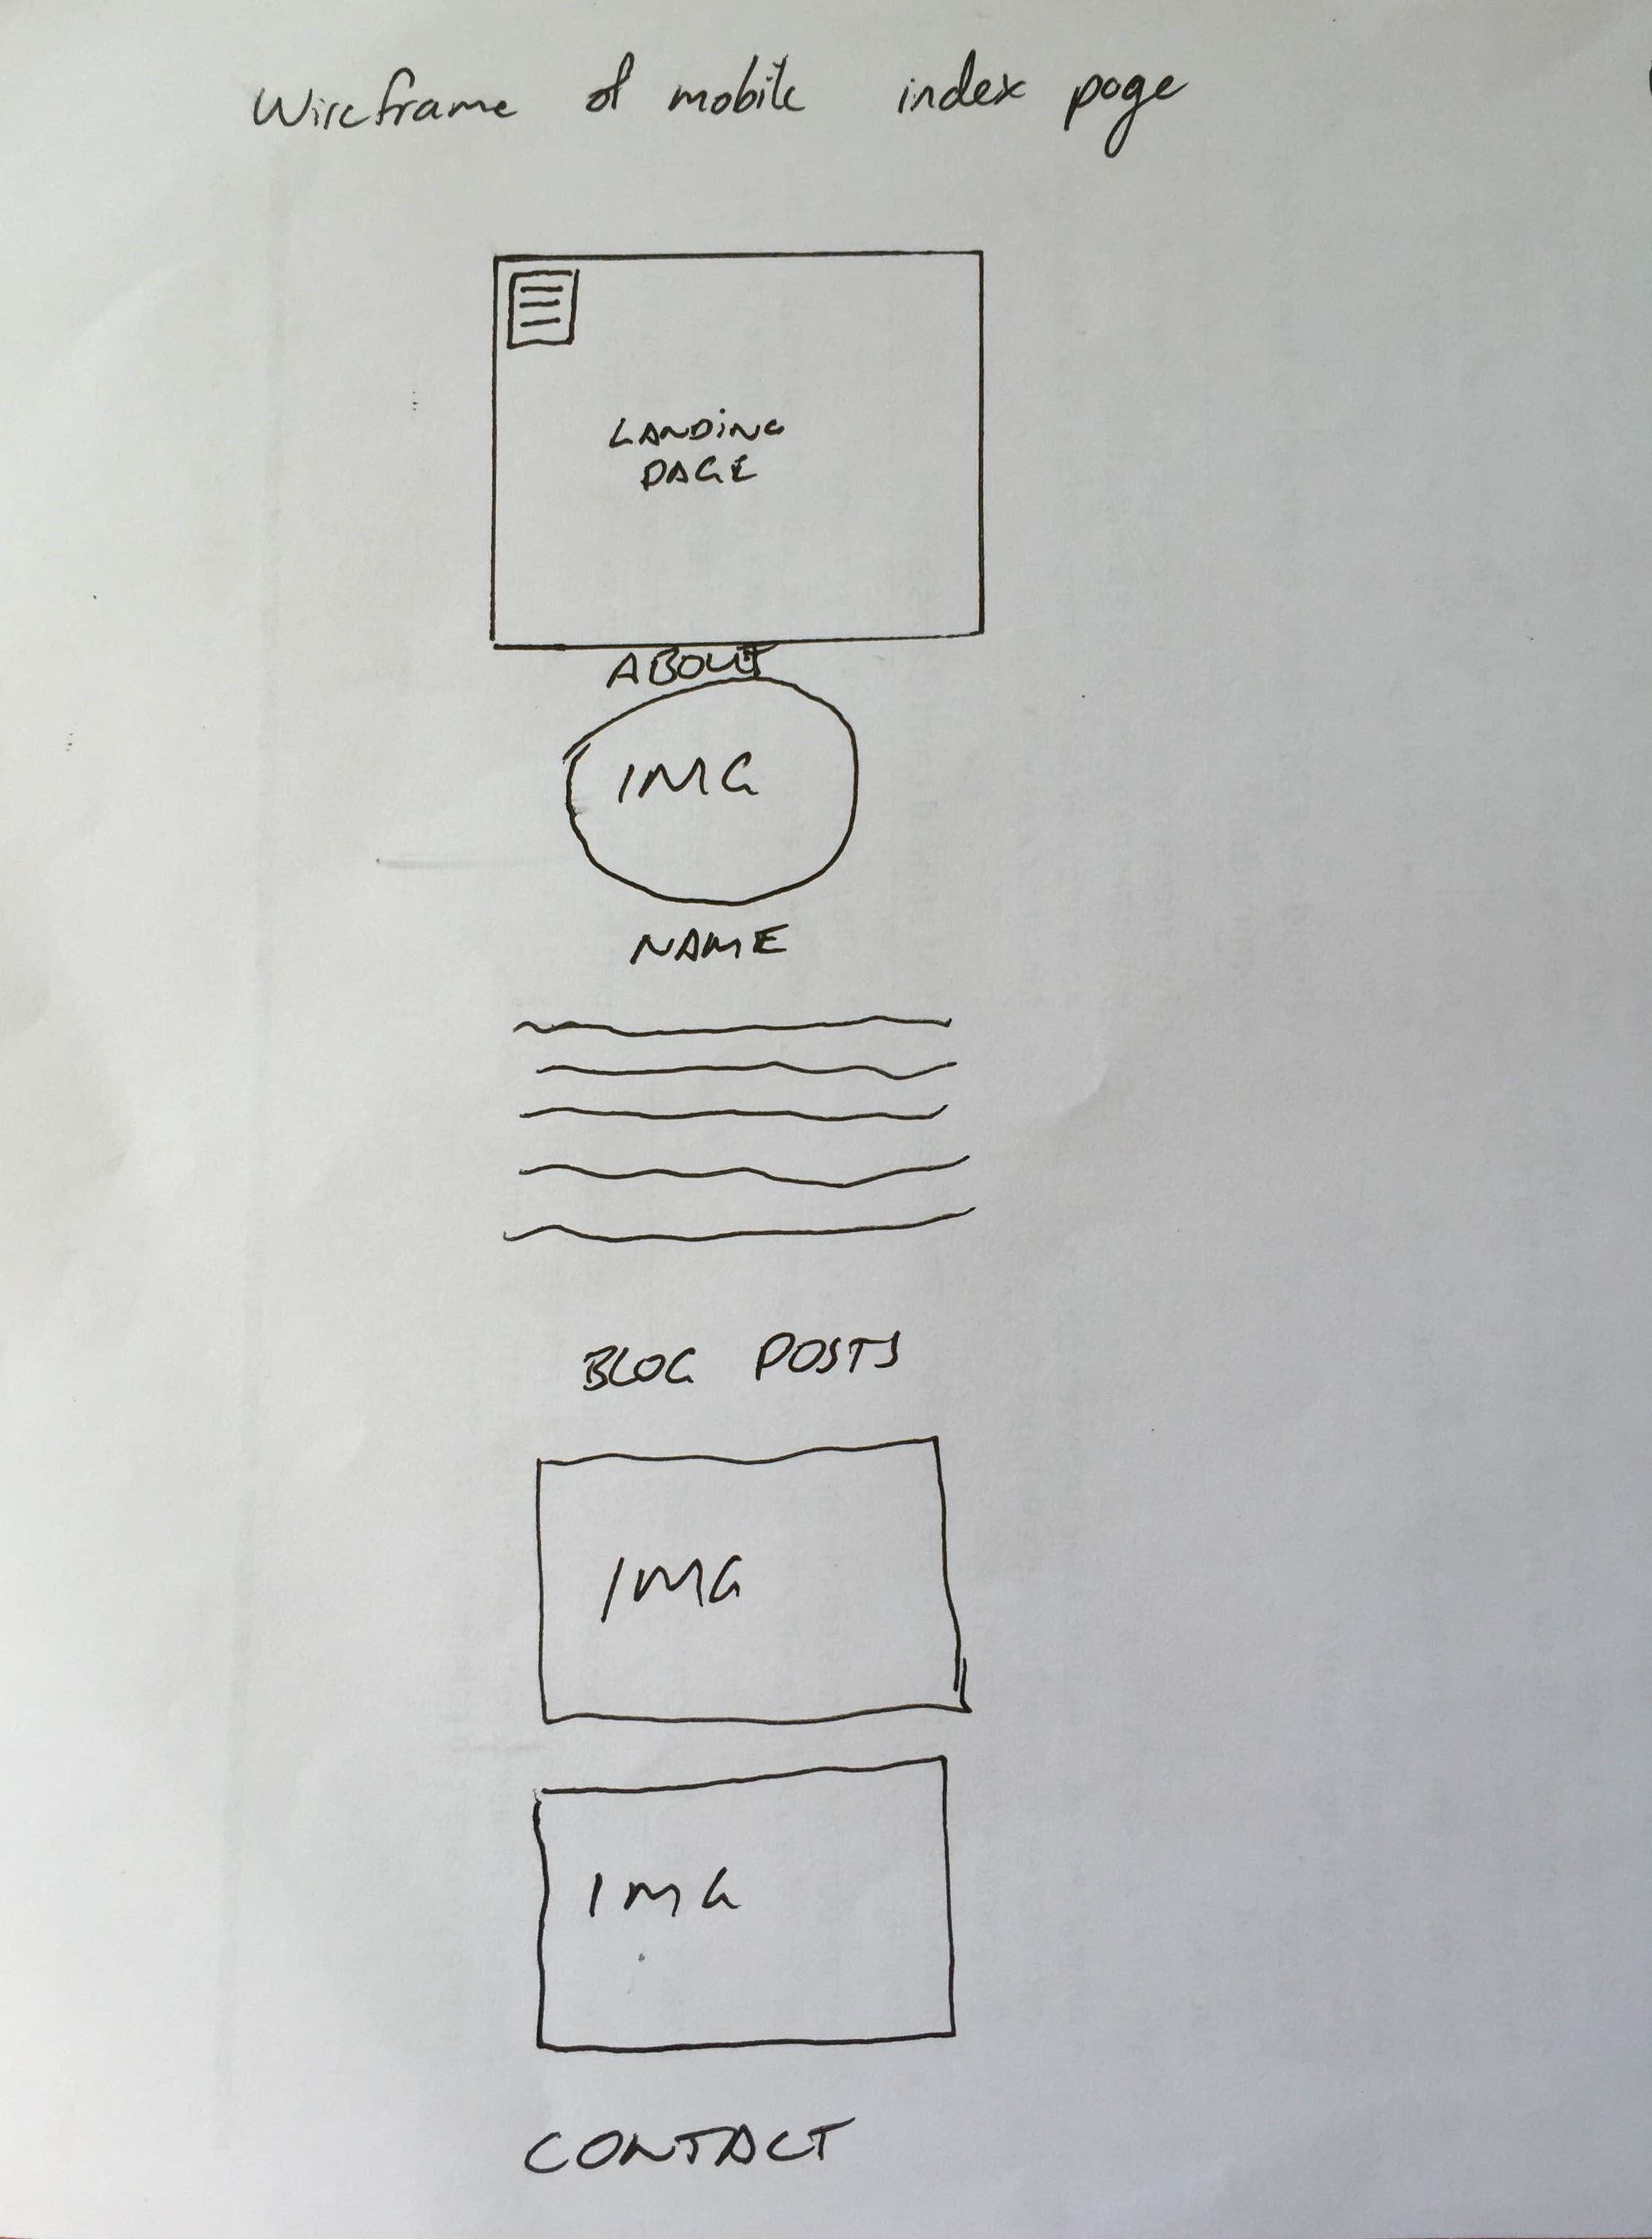 Wireframe of mobile index page
LANDING
PAGE
ABOUT
IMG
NAME
BLOG POSTS
IMG
IMG
CONTACT